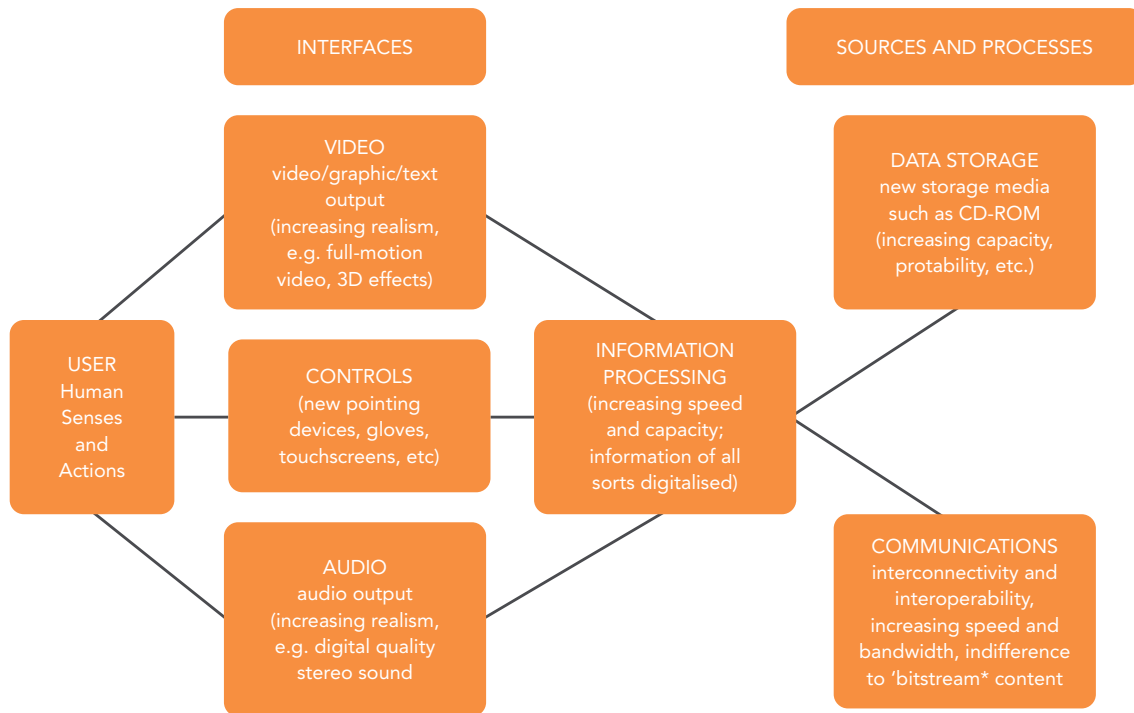 INTERFACES
SOURCES AND PROCESSES
VIDEO
video/graphic/text
output
(increasing realism,
e.g. full-motion
video, 3D effects)
DATA STORAGE
new storage media
such as CD-ROM
(increasing capacity,
protability, etc.)
USER
Human
Senses
and
Actions
CONTROLS
(new pointing
devices, gloves,
touchscreens, etc)
INFORMATION
PROCESSING
(increasing speed
and capacity;
information of all
sorts digitalised)
AUDIO
audio output
(increasing realism,
e.g. digital quality
stereo sound
COMMUNICATIONS
interconnectivity and
interoperability,
increasing speed and
bandwidth, indifference
to ’bitstream* content